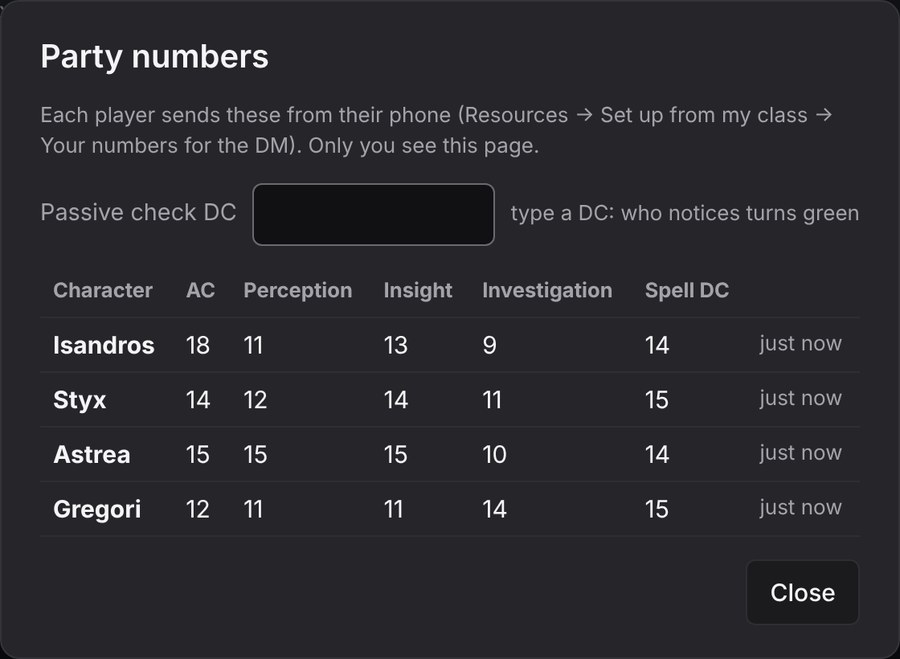 Party numbers
Each player sends these from their phone (Resources → Set up from my class →
Your numbers for the DM). Only you see this page.
Passive check DC type a DC: who notices turns green
Character AC Perception Insight Investigation Spell DC
Isandros 18 11 13 9 14 just now
Styx 14 12 14 11 15 just now
Astrea 15 15 15 10 14 just now
Gregori 12 11 11 14 15 just now
Close